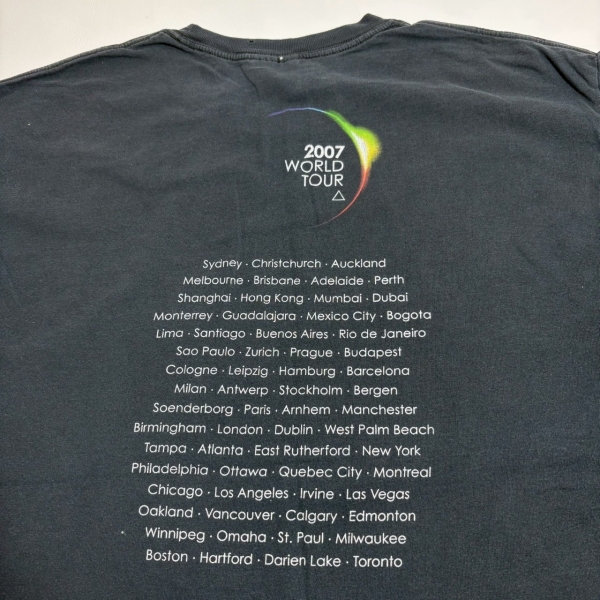 2007
WORLD
TOUR
Sydney · Christchurch · Auckland
Melbourne · Brisbane · Adelaide · Perth
Shanghai · Hong Kong · Mumbai · Dubai
Monterrey · Guadalajara · Mexico City · Bogota
Lima · Santiago · Buenos Aires · Rio de Janeiro
Sao Paulo · Zurich · Prague · Budapest
Cologne · Leipzig · Hamburg · Barcelona
Milan · Antwerp · Stockholm · Bergen
Soenderborg · Paris · Arnhem · Manchester
Birmingham · London · Dublin · West Palm Beach
Tampa · Atlanta · East Rutherford · New York
Philadelphia · Ottawa · Quebec City · Montreal
Chicago · Los Angeles · Irvine · Las Vegas
Oakland · Vancouver · Calgary · Edmonton
Winnipeg · Omaha · St. Paul · Milwaukee
Boston · Hartford · Darien Lake · Toronto